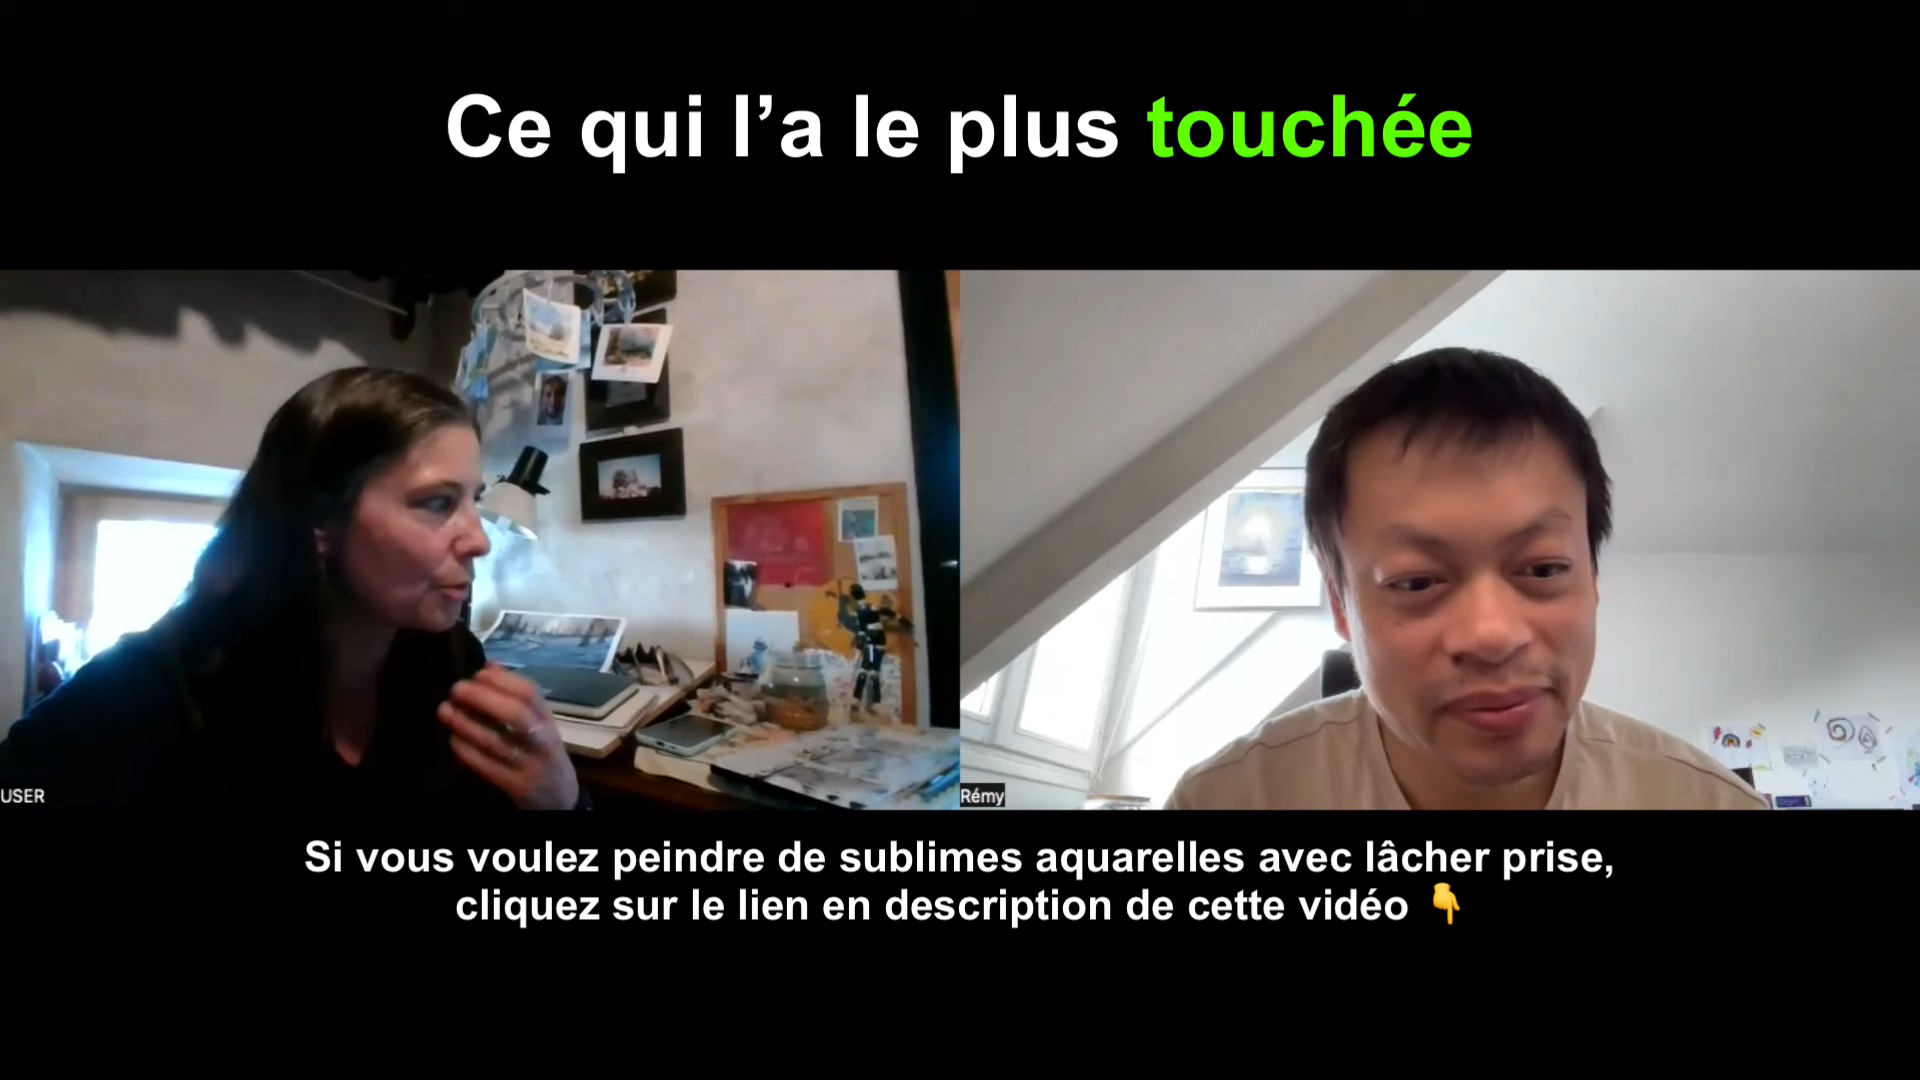 Ce qui l’a le plus touchée
USER
Rémy
Si vous voulez peindre de sublimes aquarelles avec lâcher prise,
cliquez sur le lien en description de cette vidéo 👇